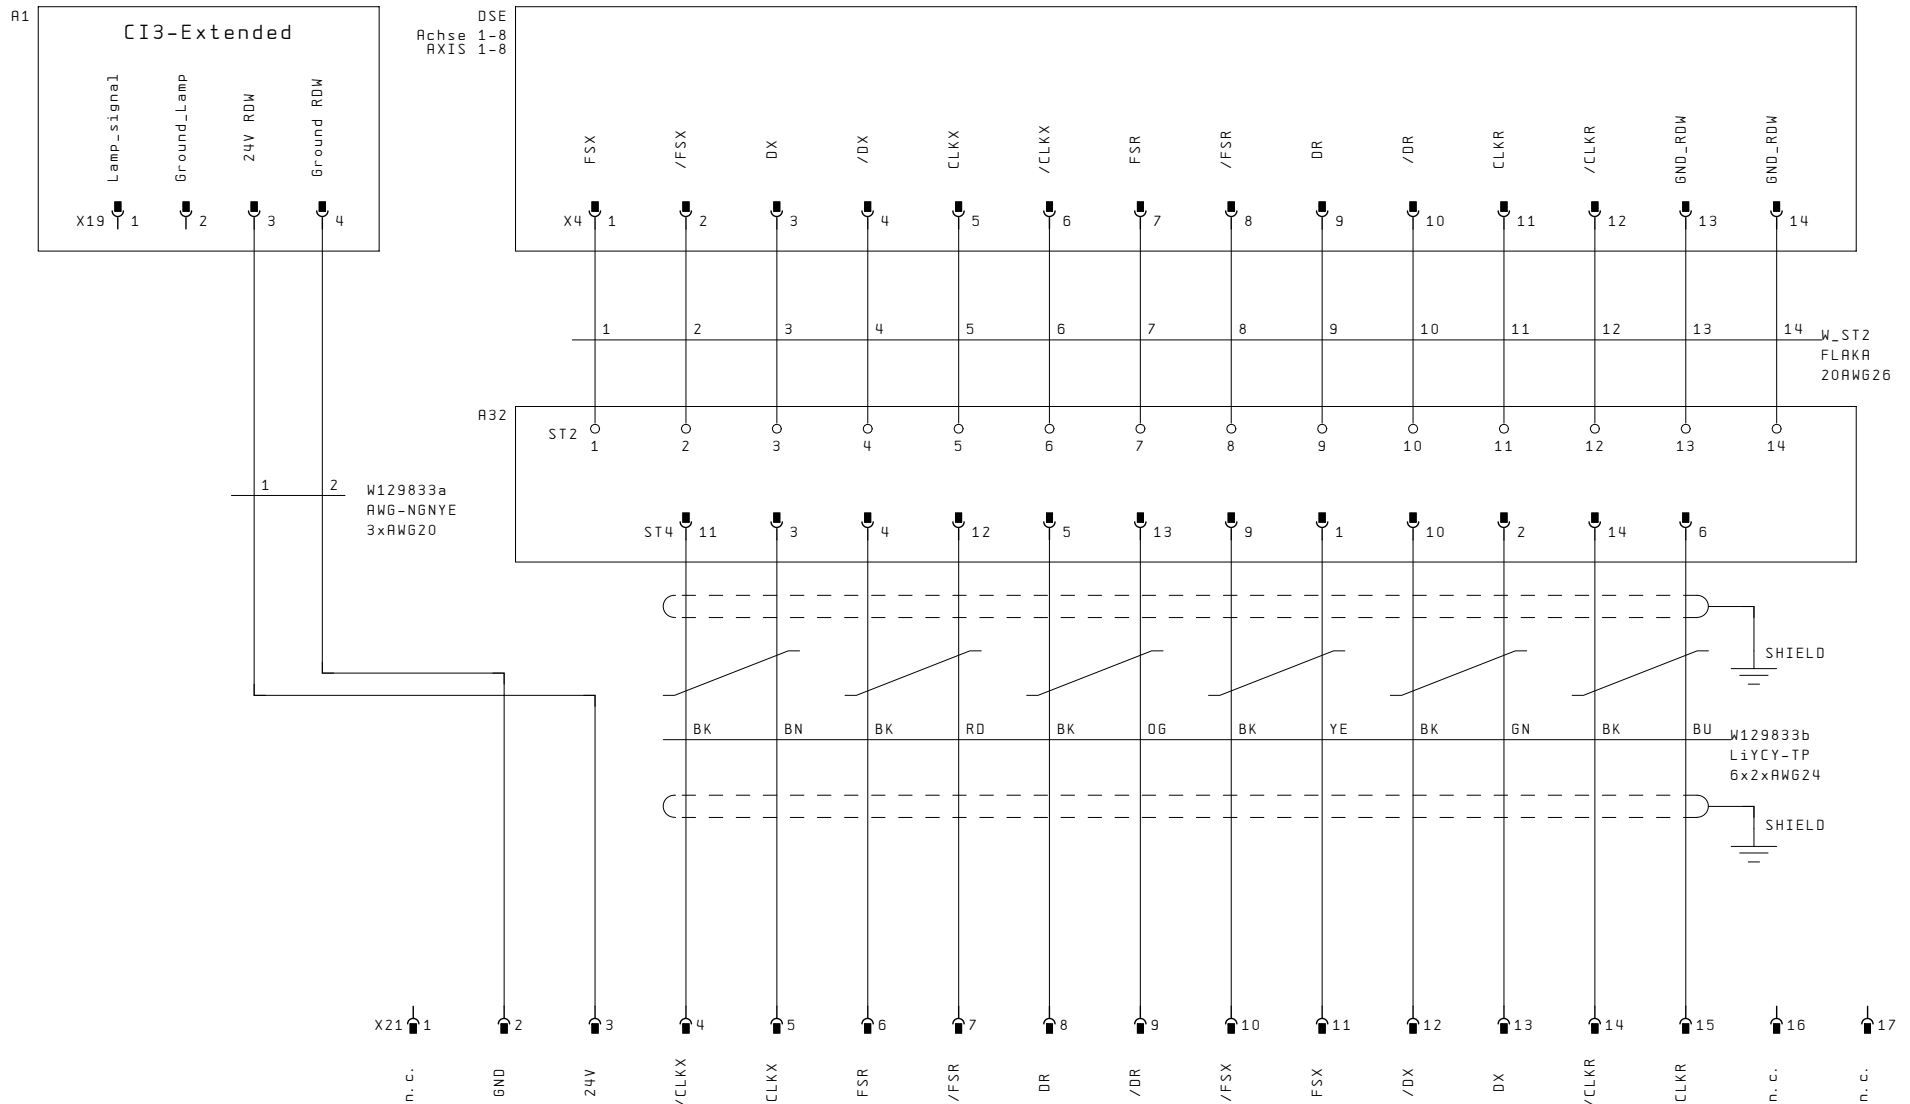 A1
CI3-Extended
Lamp_signal
Ground_Lamp
24V RDW
Ground RDW
X19 1 2 3 4
DSE
Achse 1-8
AXIS 1-8
FSX
/FSX
DX
/DX
CLKX
/CLKX
FSR
/FSR
DR
/DR
CLKR
/CLKR
GND_RDW
GND_RDW
X4 1 2 3 4 5 6 7 8 9 10 11 12 13 14
1 2 3 4 5 6 7 8 9 10 11 12 13 14
W_ST2
FLAKA
20AWG26
A32
ST2
1 2 3 4 5 6 7 8 9 10 11 12 13 14
1 2
W129833a
AWG-NGNYE
3xAWG20
ST4 11 3 4 12 5 13 9 1 10 2 14 6
SHIELD
BK BN BK RD BK OG BK YE BK GN BK BU
W129833b
LiYCY-TP
6x2xAWG24
SHIELD
X21 1 2 3 4 5 6 7 8 9 10 11 12 13 14 15 16 17
n.c.
GND
24V
/CLKX
CLKX
FSR
/FSR
DR
/DR
/FSX
FSX
/DX
DX
/CLKR
CLKR
n.c.
n.c.